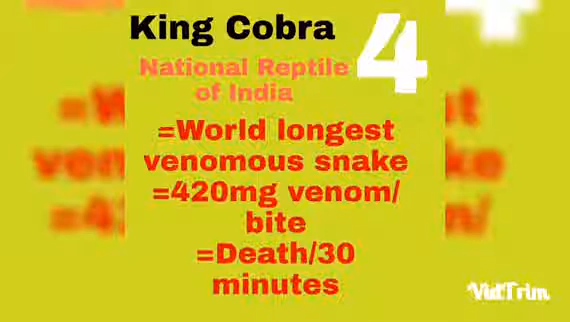 King Cobra
4
National Reptile
of India
=World longest
venomous snake
=420mg venom/
bite
=Death/30
minutes
VidTrim